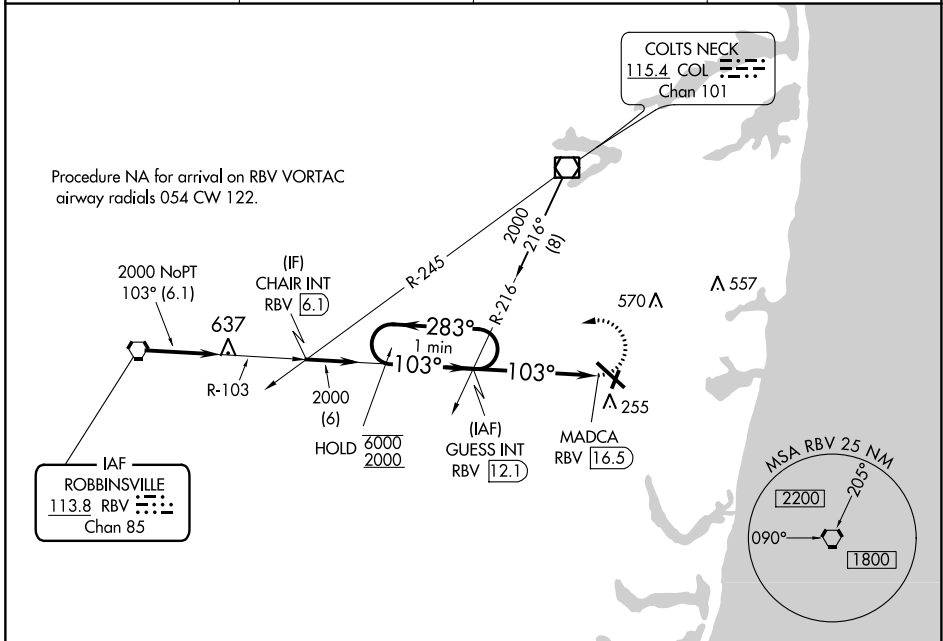 COLTS NECK
115.4 COL
Chan 101
Procedure NA for arrival on RBV VORTAC
airway radials 054 CW 122.
2000
216°
(8)
R-245
R-216
(IF)
CHAIR INT
RBV 6.1
2000 NoPT
103° (6.1)
637
570
557
283°
1 min
103°
103°
R-103
2000
(6)
HOLD 6000
2000
(IAF)
GUESS INT
RBV 12.1
MADCA
RBV 16.5
255
IAF
ROBBINSVILLE
113.8 RBV
Chan 85
MSA RBV 25 NM
2200
205°
090°
1800